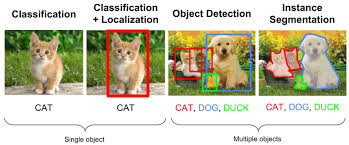 Classification
Classification
+ Localization
Object Detection
Instance
Segmentation
CAT
CAT
CAT, DOG, DUCK
CAT, DOG, DUCK
Single object
Multiple objects